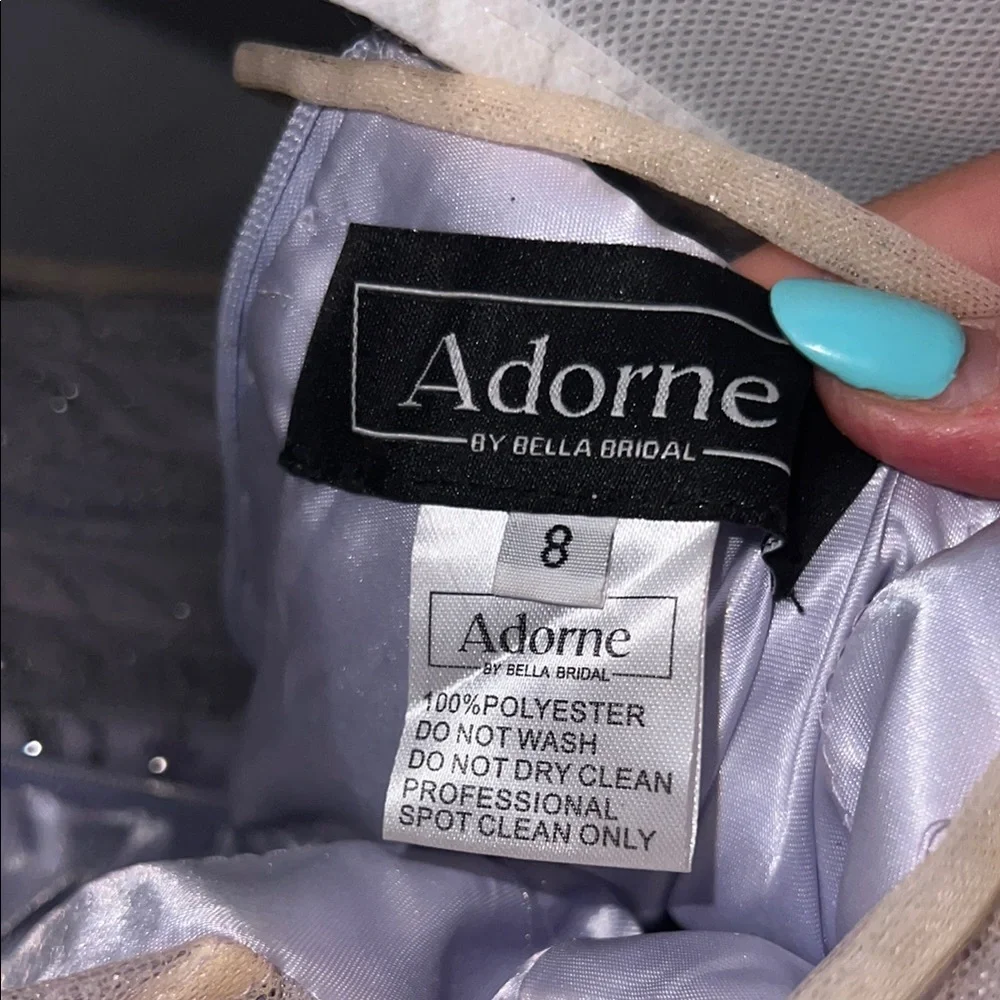 Adorne
BY BELLA BRIDAL
8
Adorne
BY BELLA BRIDAL
100%POLYESTER
DO NOT WASH
DO NOT DRY CLEAN
PROFESSIONAL
SPOT CLEAN ONLY